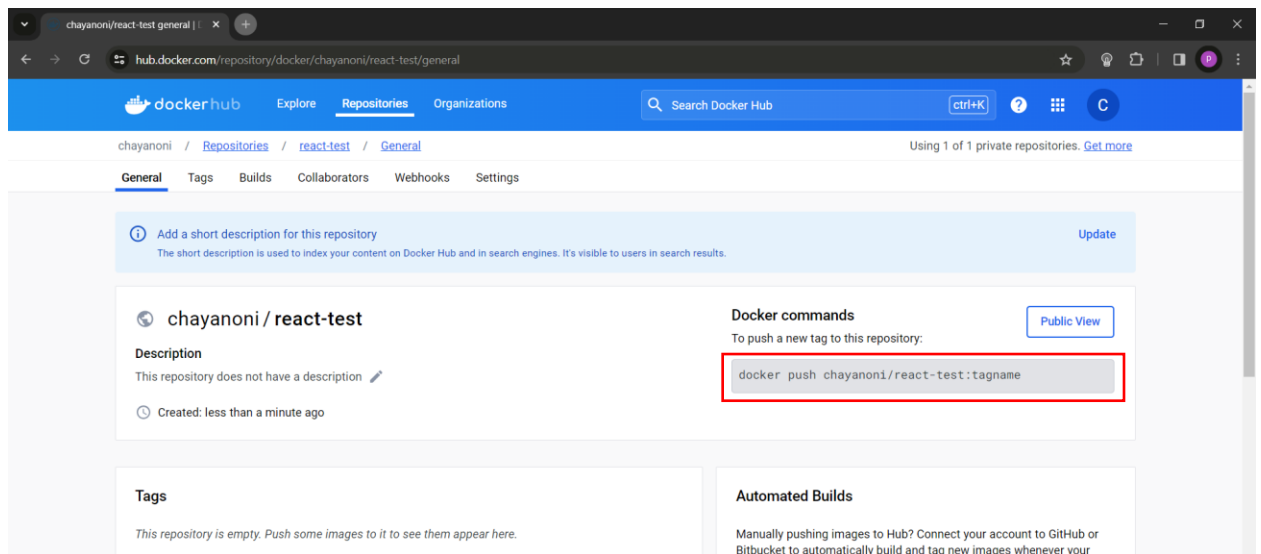 chayanoni/react-test general |
hub.docker.com/repository/docker/chayanoni/react-test/general
P
dockerhub Explore Repositories Organizations Search Docker Hub ctrl+K ? C
chayanoni / Repositories / react-test / General Using 1 of 1 private repositories. Get more
General Tags Builds Collaborators Webhooks Settings
Add a short description for this repository Update
The short description is used to index your content on Docker Hub and in search engines. It's visible to users in search results.
chayanoni / react-test
Description
This repository does not have a description
Created: less than a minute ago
Docker commands Public View
To push a new tag to this repository:
docker push chayanoni/react-test:tagname
Tags
This repository is empty. Push some images to it to see them appear here.
Automated Builds
Manually pushing images to Hub? Connect your account to GitHub or
Bitbucket to automatically build and tag new images whenever your